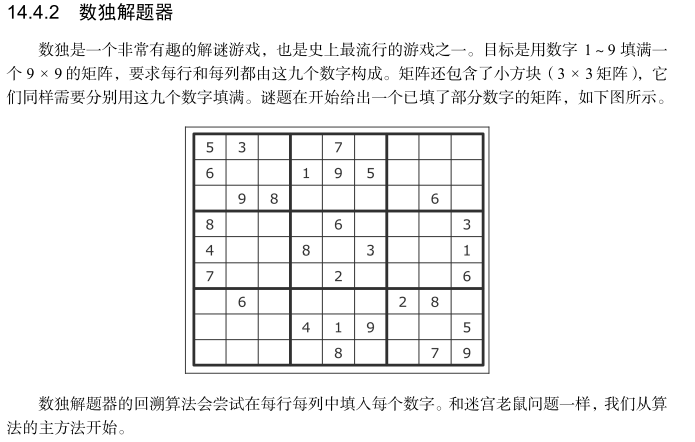 14.4.2 数独解题器
数独是一个非常有趣的解谜游戏，也是史上最流行的游戏之一。目标是用数字 1~9 填满一
个 9 × 9 的矩阵，要求每行和每列都由这九个数字构成。矩阵还包含了小方块（3 × 3 矩阵），它
们同样需要分别用这九个数字填满。谜题在开始给出一个已填了部分数字的矩阵，如下图所示。
5 3 7
6 1 9 5
9 8 6
8 6 3
4 8 3 1
7 2 6
6 2 8
4 1 9 5
8 7 9
数独解题器的回溯算法会尝试在每行每列中填入每个数字。和迷宫老鼠问题一样，我们从算
法的主方法开始。